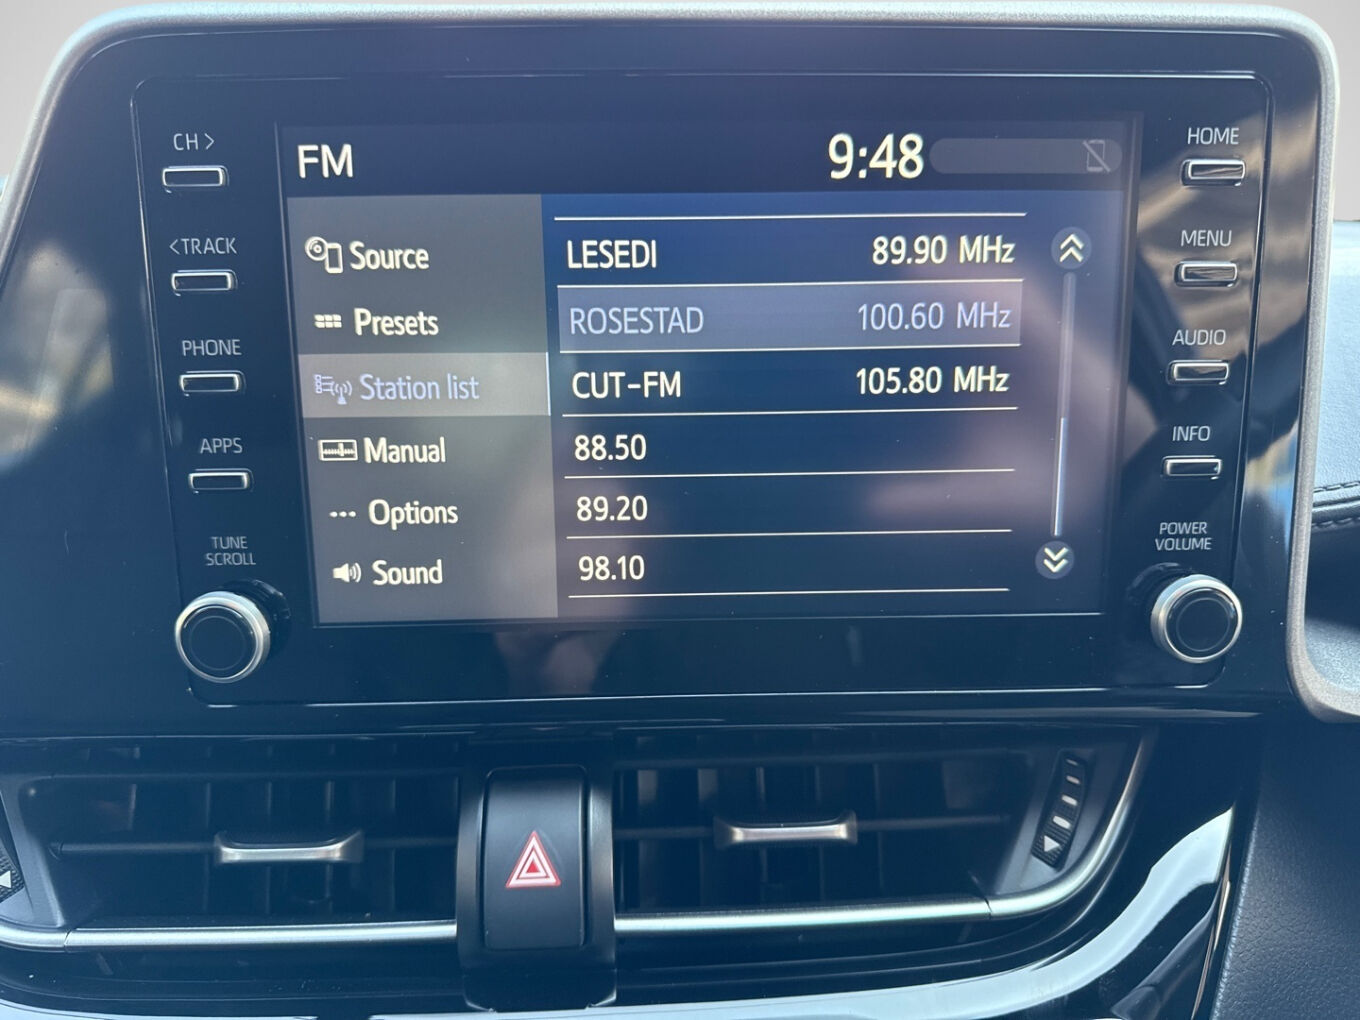 CH >
<TRACK
PHONE
APPS
TUNE
SCROLL
FM
9:48
Source
Presets
Station list
Manual
Options
Sound
LESEDI 89.90 MHz
ROSESTAD 100.60 MHz
CUT-FM 105.80 MHz
88.50
89.20
98.10
HOME
MENU
AUDIO
INFO
POWER
VOLUME